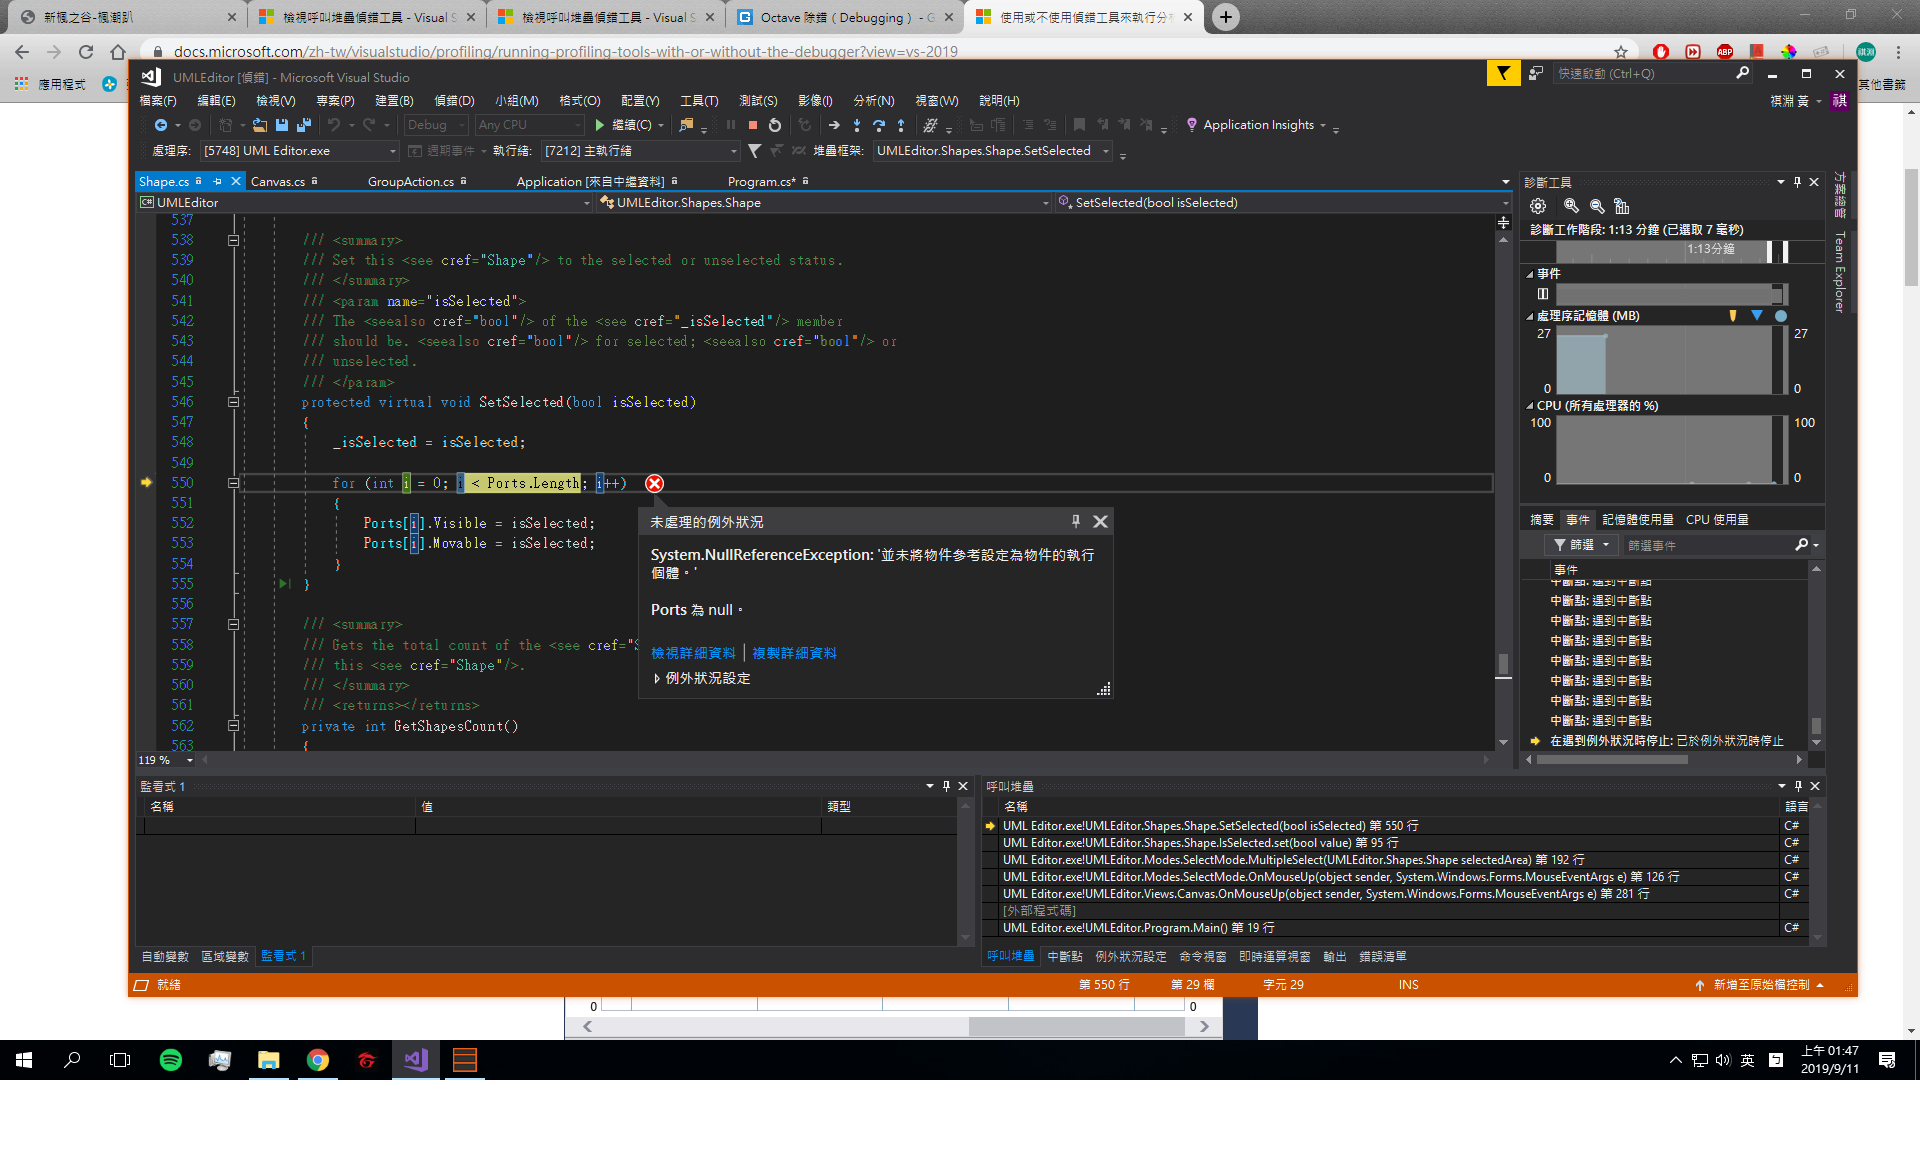 新楓之谷-楓潮趴
檢視呼叫堆疊偵錯工具 - Visual S
檢視呼叫堆疊偵錯工具 - Visual S
Octave 除錯 ( Debugging ) - G
使用或不使用偵錯工具來執行分
docs.microsoft.com/zh-tw/visualstudio/profiling/running-profiling-tools-with-or-without-the-debugger?view=vs-2019
應用程式
其他書籤
UMLEditor [偵錯] - Microsoft Visual Studio
快速啟動 (Ctrl+Q)
檔案(F) 編輯(E) 檢視(V) 專案(P) 建置(B) 偵錯(D) 小組(M) 格式(O) 配置(Y) 工具(T) 測試(S) 影像(I) 分析(N) 視窗(W) 說明(H)
祺淵 黃 祺
Debug Any CPU 繼續(C) Application Insights
處理序: [5748] UML Editor.exe 週期事件 執行緒: [7212] 主執行緒 堆疊框架: UMLEditor.Shapes.Shape.SetSelected
Shape.cs Canvas.cs GroupAction.cs Application [來自中繼資料] Program.cs*
C# UMLEditor UMLEditor.Shapes.Shape SetSelected(bool isSelected)
537
538 /// <summary>
539 /// Set this <see cref="Shape"/> to the selected or unselected status.
540 /// </summary>
541 /// <param name="isSelected">
542 /// The <seealso cref="bool"/> of the <see cref="_isSelected"/> member
543 /// should be. <seealso cref="bool"/> for selected; <seealso cref="bool"/> or
544 /// unselected.
545 /// </param>
546 protected virtual void SetSelected(bool isSelected)
547 {
548 _isSelected = isSelected;
549
550 for (int i = 0; i < Ports.Length; i++)
551 {
552 Ports[i].Visible = isSelected;
553 Ports[i].Movable = isSelected;
554 }
555 }
556
557 /// <summary>
558 /// Gets the total count of the <see cref="S
559 /// this <see cref="Shape"/>.
560 /// </summary>
561 /// <returns></returns>
562 private int GetShapesCount()
563 {
119 %
未處理的例外狀況
System.NullReferenceException: '並未將物件參考設定為物件的執行
個體。'
Ports 為 null。
檢視詳細資料 | 複製詳細資料
例外狀況設定
診斷工具
診斷工作階段: 1:13 分鐘 (已選取 7 毫秒)
1:13分鐘
事件
處理序記憶體 (MB)
27 27
0 0
CPU (所有處理器的 %)
100 100
0 0
摘要 事件 記憶體使用量 CPU 使用量
篩選 篩選事件
事件
中斷點: 遇到中斷點
中斷點: 遇到中斷點
中斷點: 遇到中斷點
中斷點: 遇到中斷點
中斷點: 遇到中斷點
中斷點: 遇到中斷點
中斷點: 遇到中斷點
中斷點: 遇到中斷點
在遇到例外狀況時停止: 已於例外狀況時停止
方案總管
Team Explorer
監看式 1
名稱 值 類型
自動變數 區域變數 監看式 1
呼叫堆疊
名稱 語言
UML Editor.exe!UMLEditor.Shapes.Shape.SetSelected(bool isSelected) 第 550 行 C#
UML Editor.exe!UMLEditor.Shapes.Shape.IsSelected.set(bool value) 第 95 行 C#
UML Editor.exe!UMLEditor.Modes.SelectMode.MultipleSelect(UMLEditor.Shapes.Shape selectedArea) 第 192 行 C#
UML Editor.exe!UMLEditor.Modes.SelectMode.OnMouseUp(object sender, System.Windows.Forms.MouseEventArgs e) 第 126 行 C#
UML Editor.exe!UMLEditor.Views.Canvas.OnMouseUp(object sender, System.Windows.Forms.MouseEventArgs e) 第 281 行 C#
[外部程式碼]
UML Editor.exe!UMLEditor.Program.Main() 第 19 行 C#
呼叫堆疊 中斷點 例外狀況設定 命令視窗 即時運算視窗 輸出 錯誤清單
就緒 第 550 行 第 29 欄 字元 29 INS 新增至原始檔控制
0 0
英
上午 01:47
2019/9/11